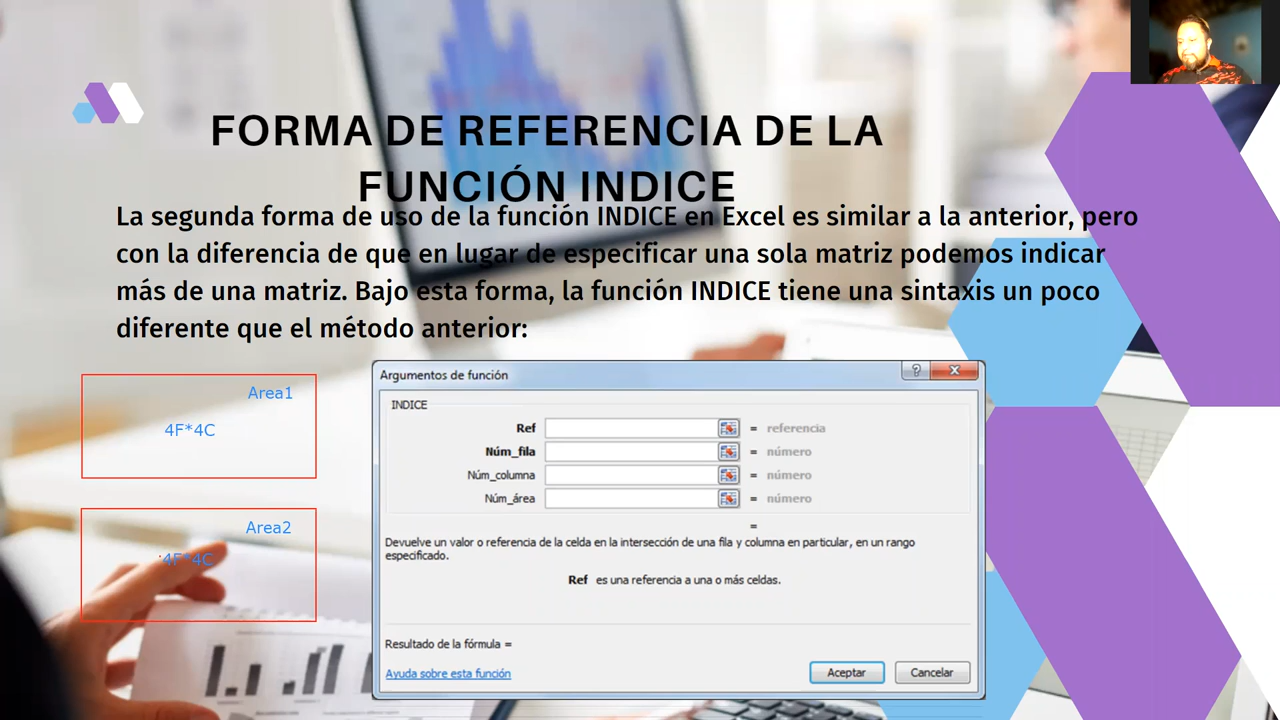 FORMA DE REFERENCIA DE LA
FUNCIÓN INDICE
La segunda forma de uso de la función INDICE en Excel es similar a la anterior, pero
con la diferencia de que en lugar de especificar una sola matriz podemos indicar
más de una matriz. Bajo esta forma, la función INDICE tiene una sintaxis un poco
diferente que el método anterior:
Area1
4F*4C
Area2
4F*4C
Argumentos de función
INDICE
Ref = referencia
Núm_fila = número
Núm_columna = número
Núm_área = número
=
Devuelve un valor o referencia de la celda en la intersección de una fila y columna en particular, en un rango
especificado.
Ref es una referencia a una o más celdas.
Resultado de la fórmula =
Ayuda sobre esta función
Aceptar
Cancelar